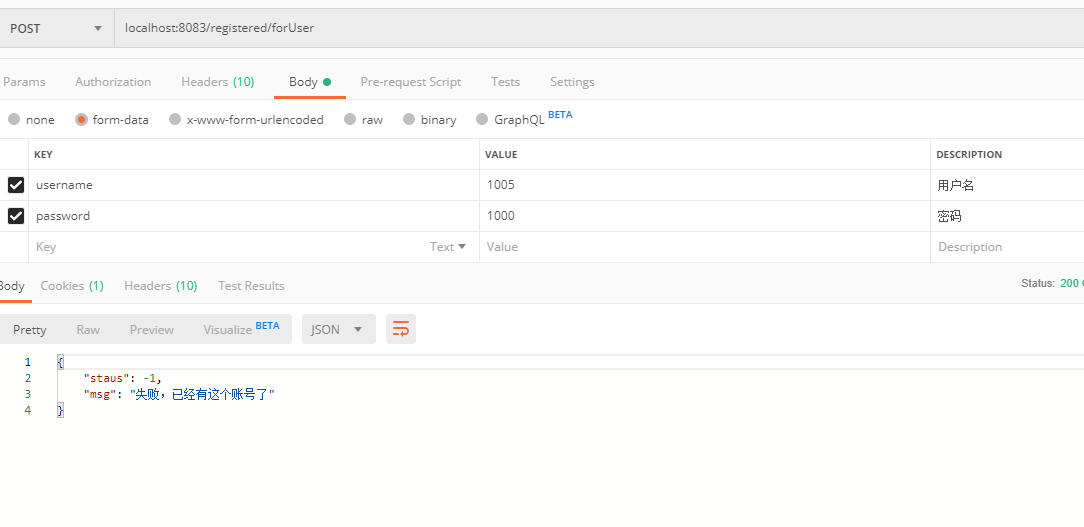 POST localhost:8083/registered/forUser
Params Authorization Headers (10) Body Pre-request Script Tests Settings
none form-data x-www-form-urlencoded raw binary GraphQL BETA
KEY VALUE DESCRIPTION
username 1005 用户名
password 1000 密码
Key Text Value Description
Body Cookies (1) Headers (10) Test Results Status: 200
Pretty Raw Preview Visualize BETA JSON
1 {
2 "staus": -1,
3 "msg": "失败，已经有这个账号了"
4 }